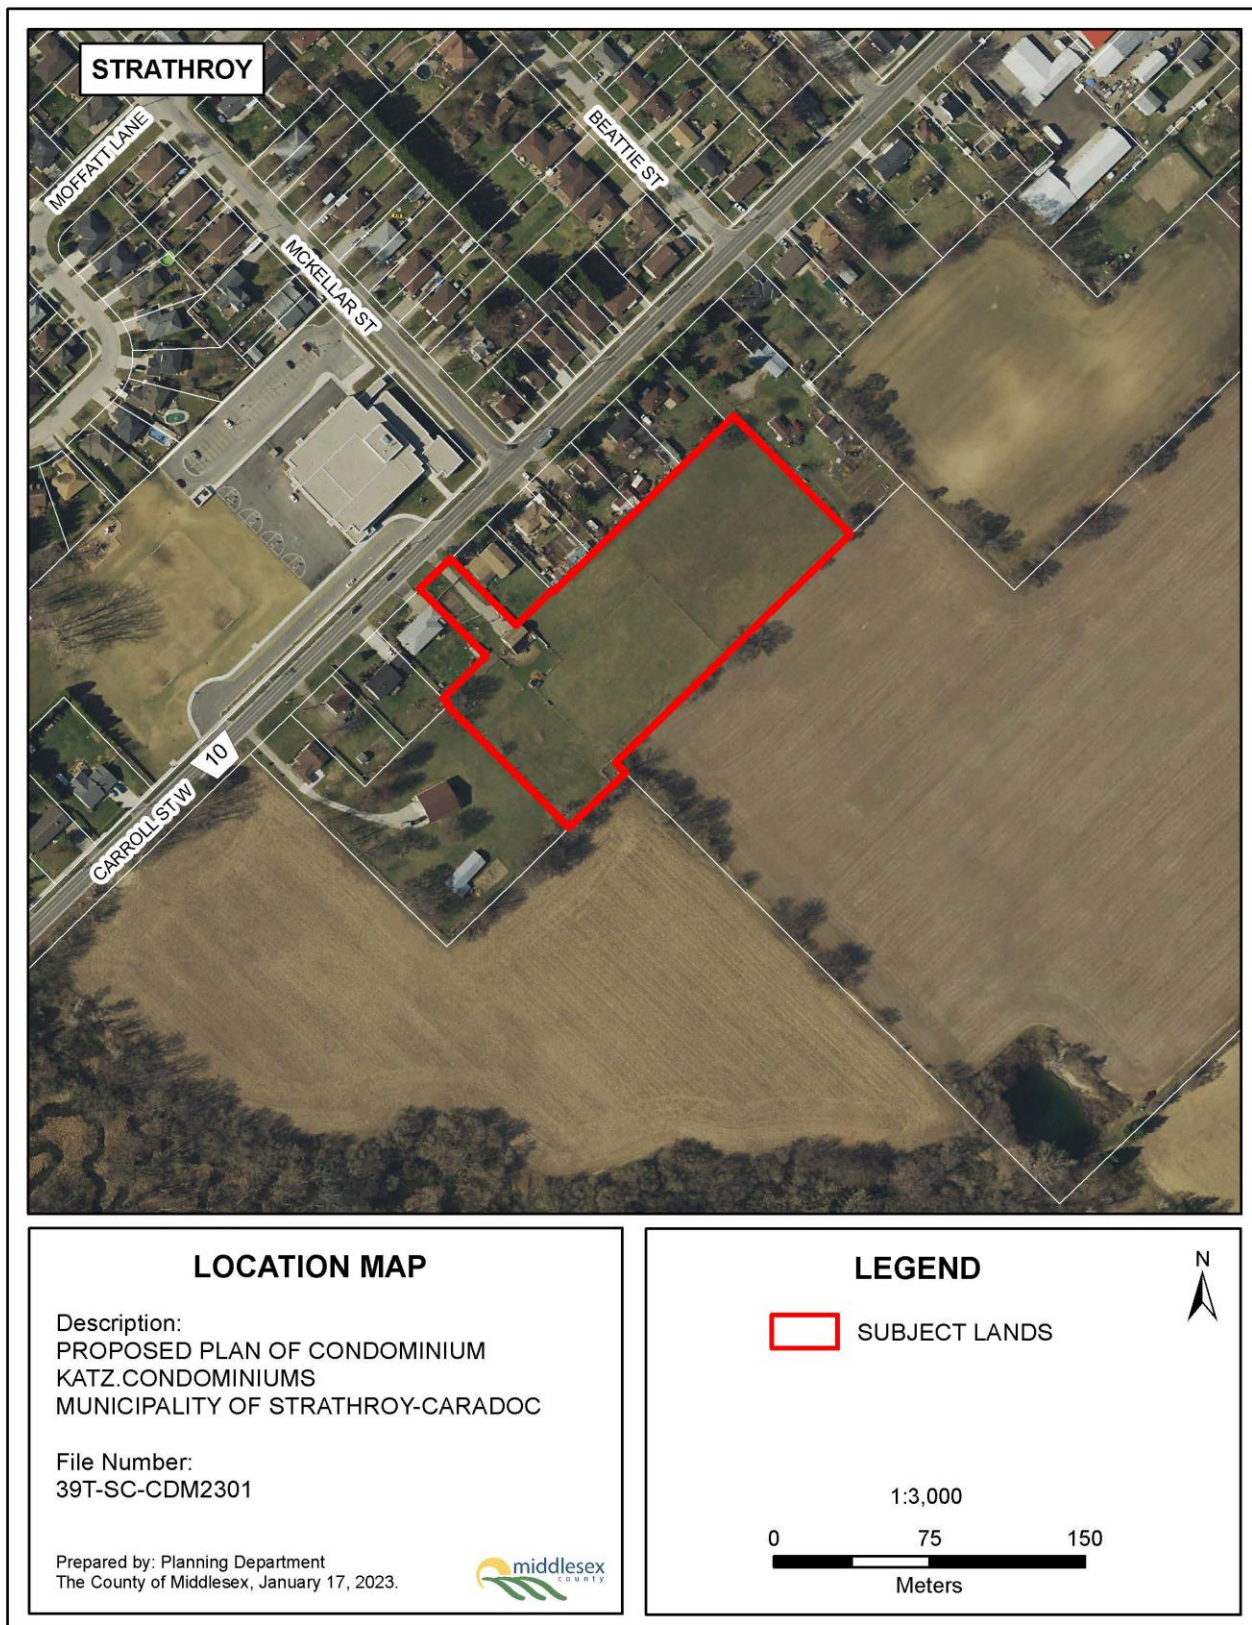 STRATHROY
MOFFATT LANE
BEATTIE ST
MCKELLAR ST
10
CARROLL ST W
LOCATION MAP
Description:
PROPOSED PLAN OF CONDOMINIUM
KATZ.CONDOMINIUMS
MUNICIPALITY OF STRATHROY-CARADOC
File Number:
39T-SC-CDM2301
Prepared by: Planning Department
The County of Middlesex, January 17, 2023.
middlesex
county
LEGEND
N
SUBJECT LANDS
1:3,000
0 75 150
Meters